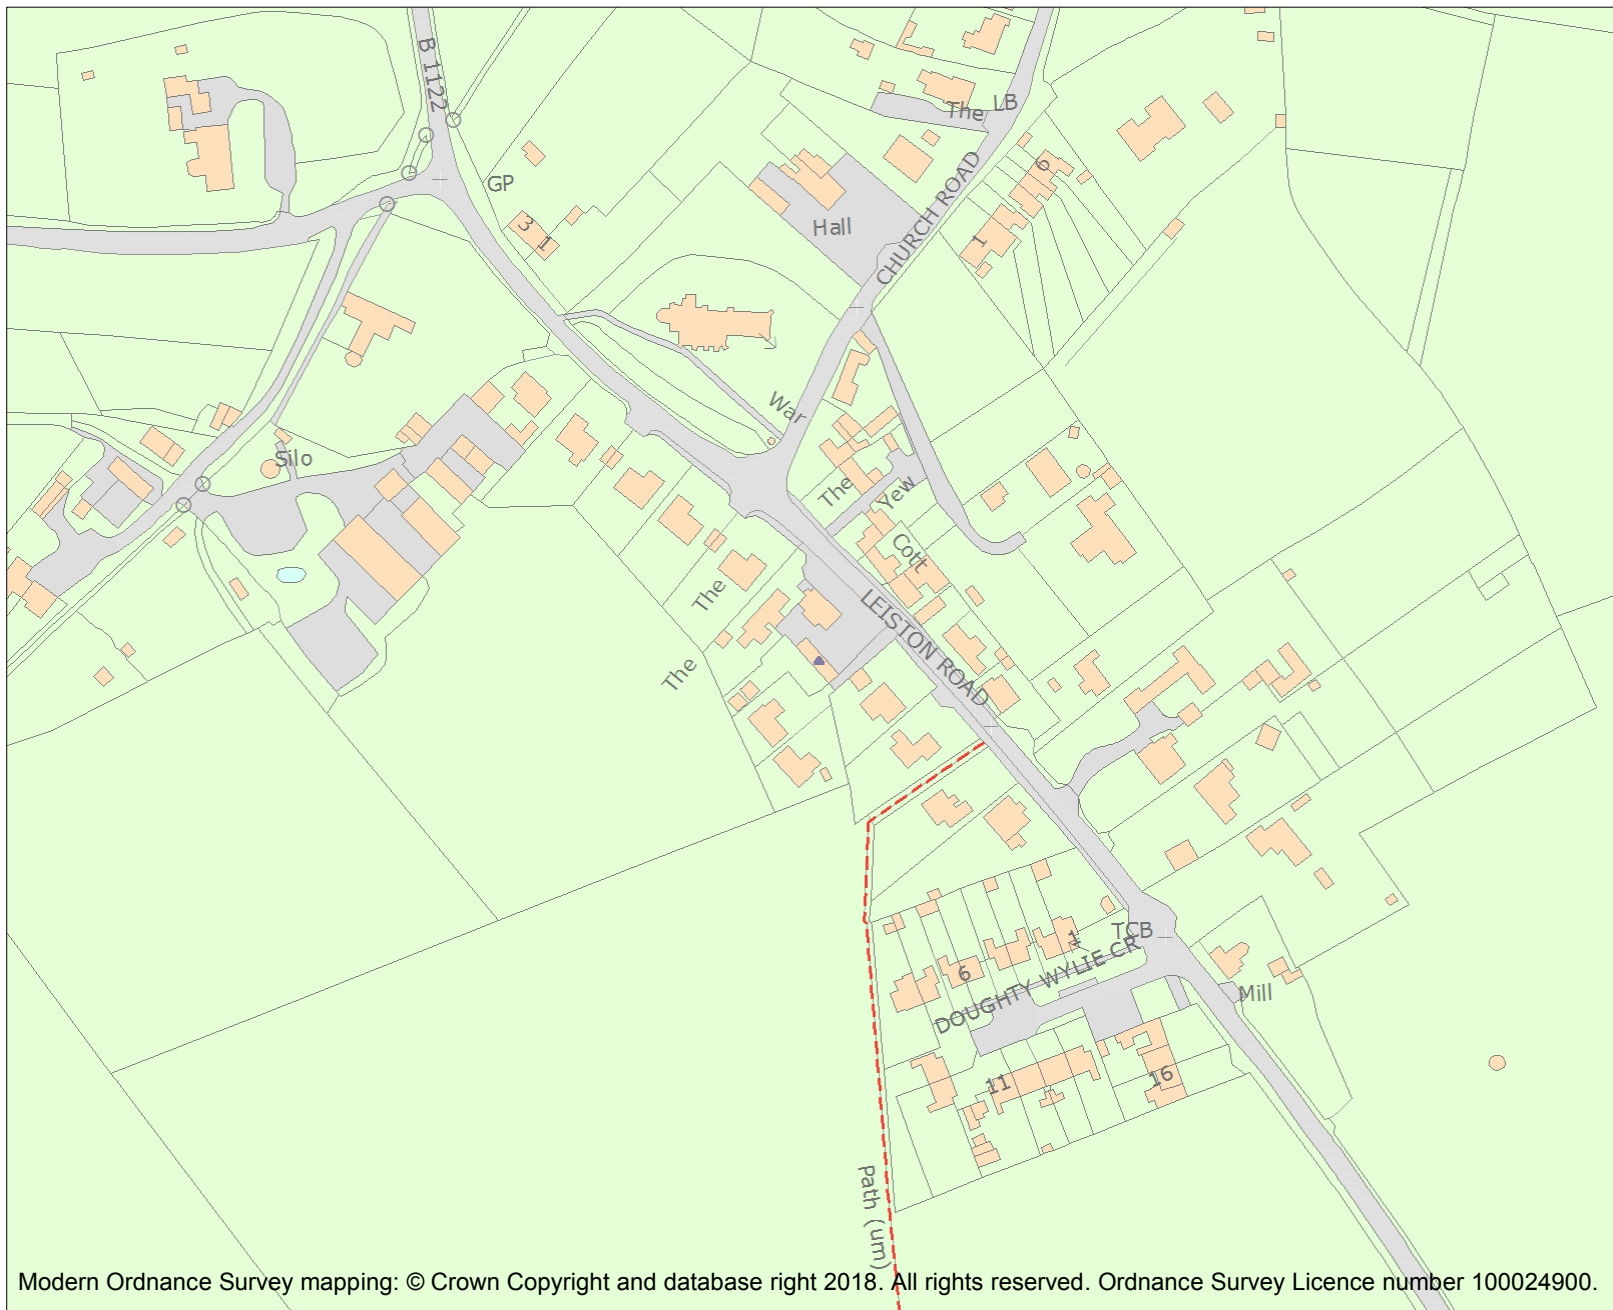 B 1122
The LB
GP
6
3 1
Hall
CHURCH ROAD
1
War
Silo
The
Yew
Cott
The
LEISTON ROAD
The
1
TCB
6
DOUGHTY WYLIE CR
Mill
11
16
Path (um)
Modern Ordnance Survey mapping: © Crown Copyright and database right 2018. All rights reserved. Ordnance Survey Licence number 100024900.